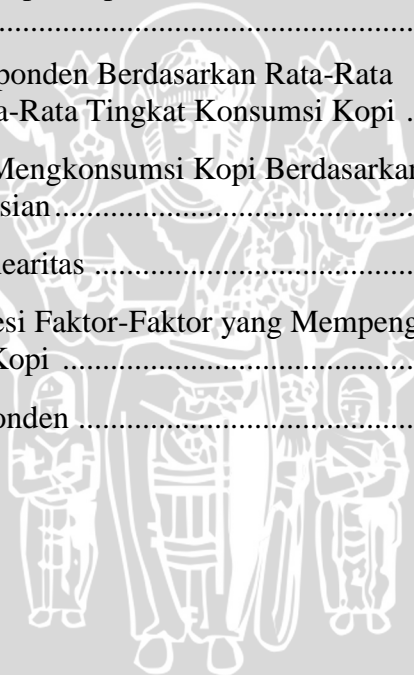 ponden Berdasarkan Rata-Rata
a-Rata Tingkat Konsumsi Kopi .
Mengkonsumsi Kopi Berdasarkan
sian..........................................
nearitas .....................................
esi Faktor-Faktor yang Mempeng
Kopi .........................................
onden .......................................